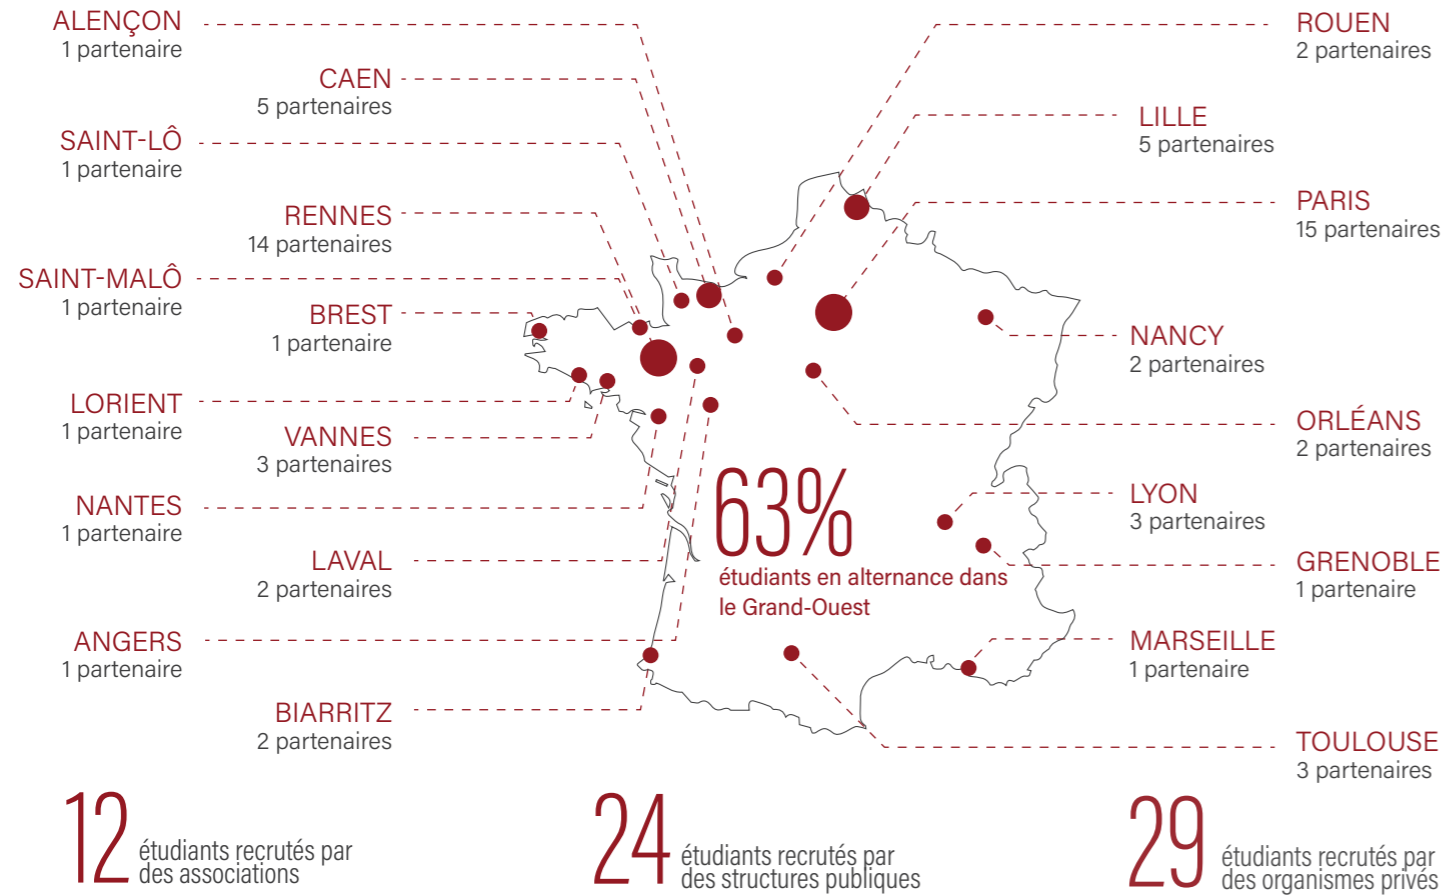 ALENÇON
1 partenaire
CAEN
5 partenaires
SAINT-LÔ
1 partenaire
RENNES
14 partenaires
SAINT-MALÔ
1 partenaire
BREST
1 partenaire
LORIENT
1 partenaire
VANNES
3 partenaires
NANTES
1 partenaire
LAVAL
2 partenaires
ANGERS
1 partenaire
BIARRITZ
2 partenaires
63%
étudiants en alternance dans
le Grand-Ouest
ROUEN
2 partenaires
LILLE
5 partenaires
PARIS
15 partenaires
NANCY
2 partenaires
ORLÉANS
2 partenaires
LYON
3 partenaires
GRENOBLE
1 partenaire
MARSEILLE
1 partenaire
TOULOUSE
3 partenaires
12
étudiants recrutés par
des associations
24
étudiants recrutés par
des structures publiques
29
étudiants recrutés par
des organismes privés